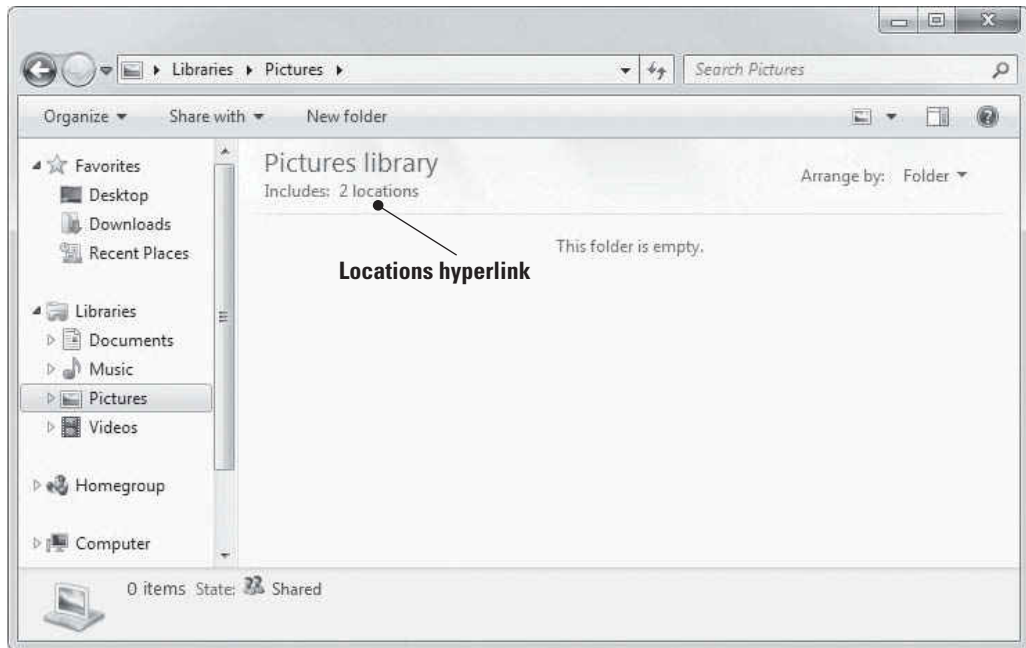 Libraries Pictures
Search Pictures
Organize Share with New folder
Favorites
Desktop
Downloads
Recent Places
Libraries
Documents
Music
Pictures
Videos
Homegroup
Computer
Pictures library
Includes: 2 locations
Arrange by: Folder
This folder is empty.
Locations hyperlink
0 items State: Shared